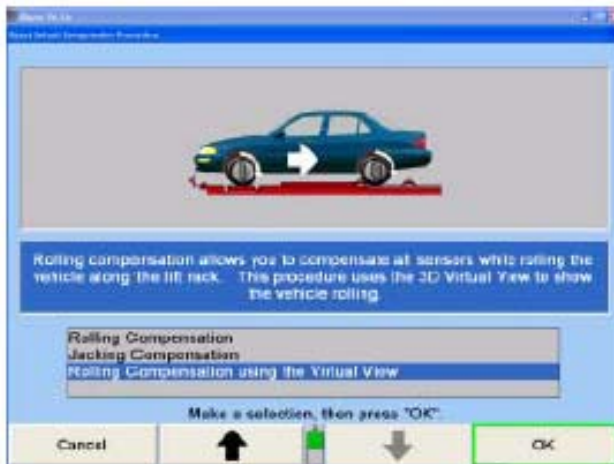 Rolling compensation allows you to compensate all sensors while rolling the
vehicle along the lift rack. This procedure uses the 3D Virtual View to show
the vehicle rolling.
Rolling Compensation
Jacking Compensation
Rolling Compensation using the Virtual View
Make a selection, then press "OK".
Cancel
OK